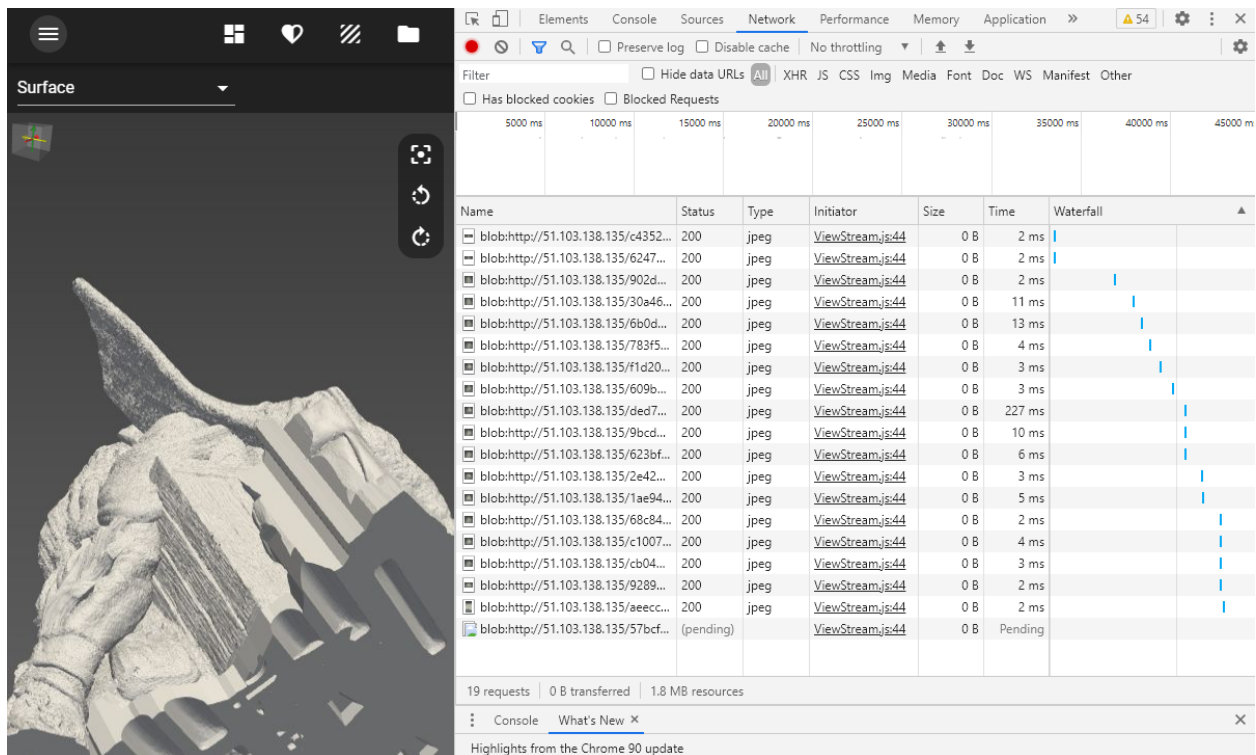 Surface
Elements Console Sources Network Performance Memory Application » 54
Preserve log Disable cache No throttling
Filter Hide data URLs All XHR JS CSS Img Media Font Doc WS Manifest Other
Has blocked cookies Blocked Requests
5000 ms 10000 ms 15000 ms 20000 ms 25000 ms 30000 ms 35000 ms 40000 ms 45000 m
Name Status Type Initiator Size Time Waterfall
blob:http://51.103.138.135/c4352... 200 jpeg ViewStream.js:44 0 B 2 ms
blob:http://51.103.138.135/6247... 200 jpeg ViewStream.js:44 0 B 2 ms
blob:http://51.103.138.135/902d... 200 jpeg ViewStream.js:44 0 B 2 ms
blob:http://51.103.138.135/30a46... 200 jpeg ViewStream.js:44 0 B 11 ms
blob:http://51.103.138.135/6b0d... 200 jpeg ViewStream.js:44 0 B 13 ms
blob:http://51.103.138.135/783f5... 200 jpeg ViewStream.js:44 0 B 4 ms
blob:http://51.103.138.135/f1d20... 200 jpeg ViewStream.js:44 0 B 3 ms
blob:http://51.103.138.135/609b... 200 jpeg ViewStream.js:44 0 B 3 ms
blob:http://51.103.138.135/ded7... 200 jpeg ViewStream.js:44 0 B 227 ms
blob:http://51.103.138.135/9bcd... 200 jpeg ViewStream.js:44 0 B 10 ms
blob:http://51.103.138.135/623bf... 200 jpeg ViewStream.js:44 0 B 6 ms
blob:http://51.103.138.135/2e42... 200 jpeg ViewStream.js:44 0 B 3 ms
blob:http://51.103.138.135/1ae94... 200 jpeg ViewStream.js:44 0 B 5 ms
blob:http://51.103.138.135/68c84... 200 jpeg ViewStream.js:44 0 B 2 ms
blob:http://51.103.138.135/c1007... 200 jpeg ViewStream.js:44 0 B 4 ms
blob:http://51.103.138.135/cb04... 200 jpeg ViewStream.js:44 0 B 3 ms
blob:http://51.103.138.135/9289... 200 jpeg ViewStream.js:44 0 B 2 ms
blob:http://51.103.138.135/aeecc... 200 jpeg ViewStream.js:44 0 B 2 ms
blob:http://51.103.138.135/57bcf... (pending) ViewStream.js:44 0 B Pending
19 requests 0 B transferred 1.8 MB resources
Console What's New ×
Highlights from the Chrome 90 update